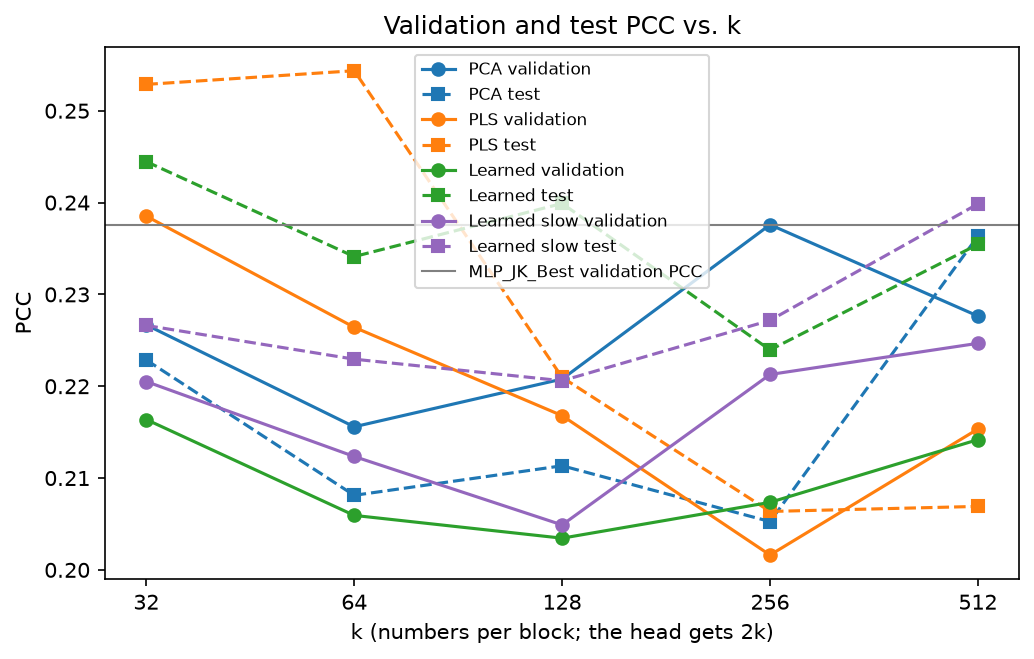 Validation and test PCC vs. k
PCC
0.25
0.24
0.23
0.22
0.21
0.20
PCA validation
PCA test
PLS validation
PLS test
Learned validation
Learned test
Learned slow validation
Learned slow test
MLP_JK_Best validation PCC
32 64 128 256 512
k (numbers per block; the head gets 2k)